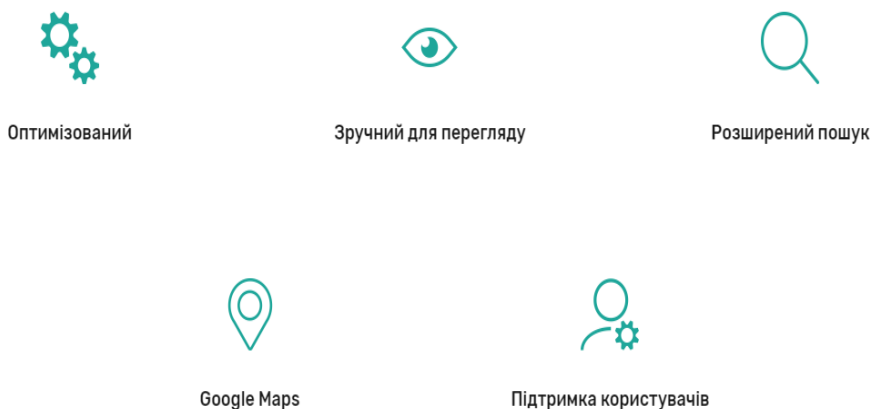 Оптимізований
Зручний для перегляду
Розширений пошук
Google Maps
Підтримка користувачів